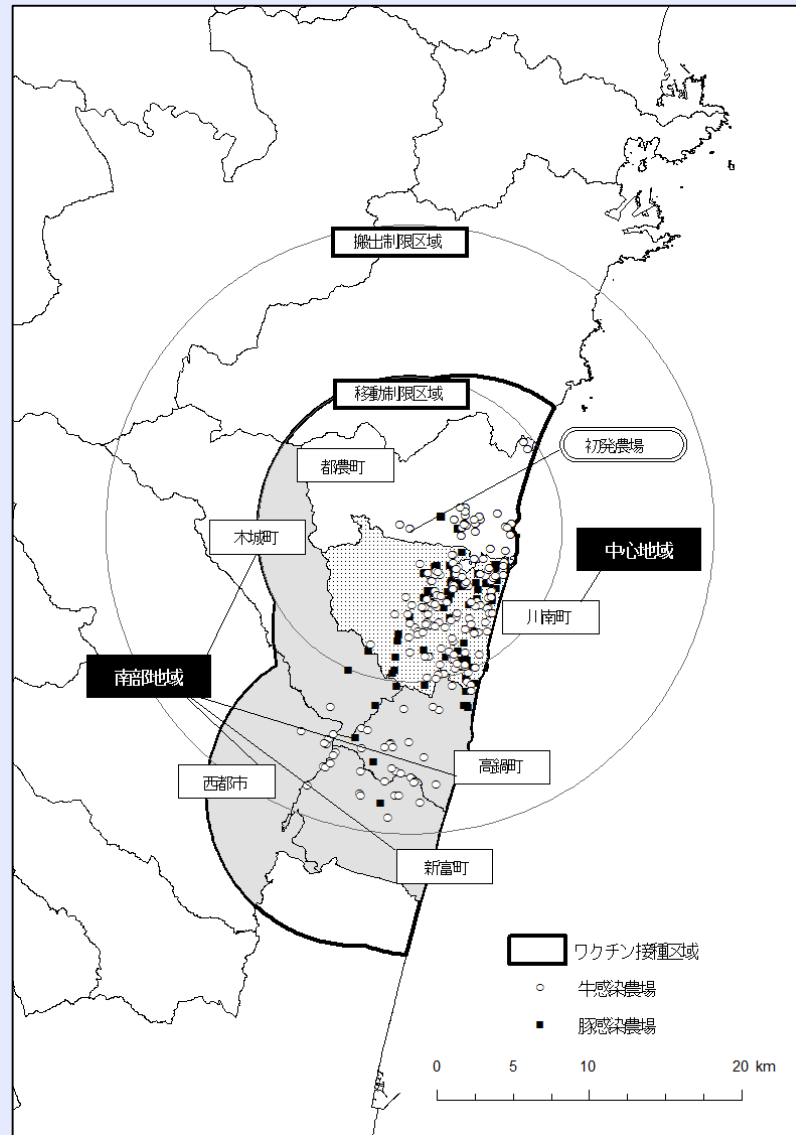 搬出制限区域
移動制限区域
初発農場
都農町
木城町
中心地域
川南町
南部地域
高鍋町
西都市
新富町
ワクチン接種区域
牛感染農場
豚感染農場
0 5 10 20 km